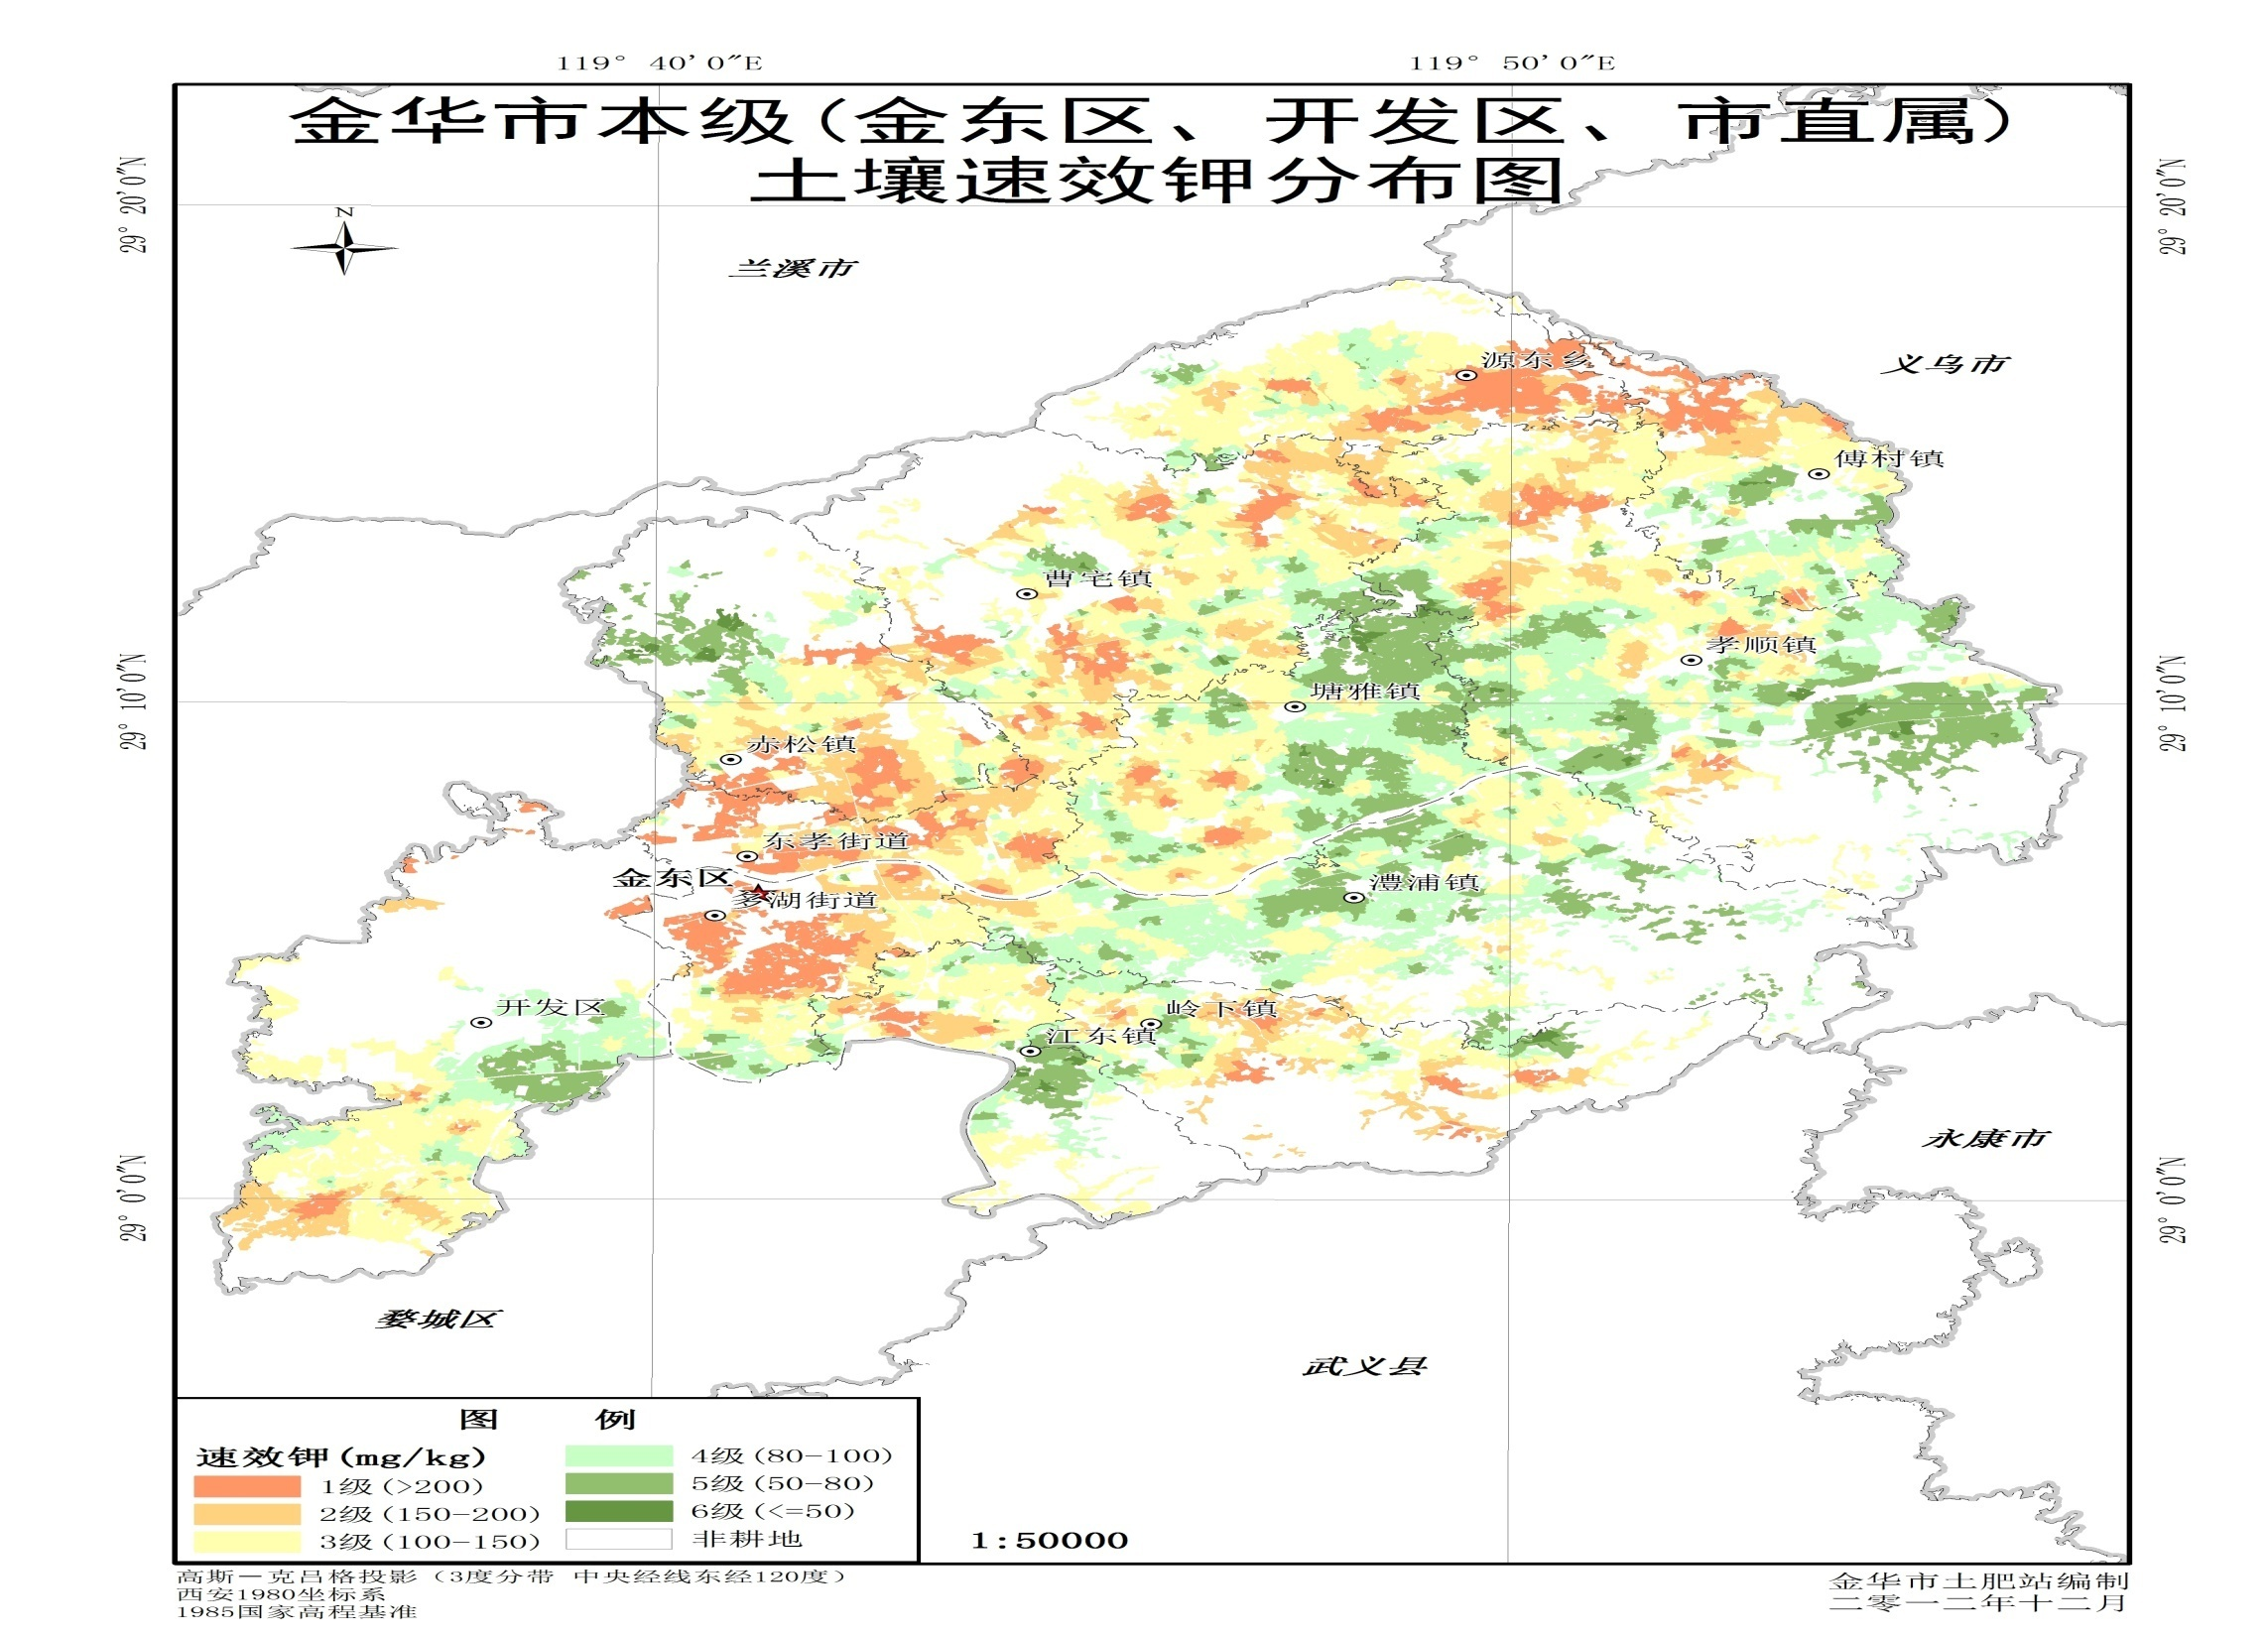 119° 40′0″E
119° 50′0″E
金华市本级(金东区、开发区、市直属)
土壤速效钾分布图
29° 20′0″N
29° 20′0″N
N
兰溪市
源东乡
义乌市
傅村镇
曹宅镇
孝顺镇
29° 10′0″N
29° 10′0″N
塘雅镇
赤松镇
东孝街道
金东区
多湖街道
澧浦镇
开发区
岭下镇
江东镇
永康市
29° 0′0″N
29° 0′0″N
婺城区
武义县
图 例
速效钾(mg/kg)
1级(>200)
2级(150-200)
3级(100-150)
4级(80-100)
5级(50-80)
6级(<=50)
非耕地
1:50000
高斯－克吕格投影（3度分带 中央经线东经120度）
西安1980坐标系
1985国家高程基准
金华市土肥站编制
二零一二年十二月